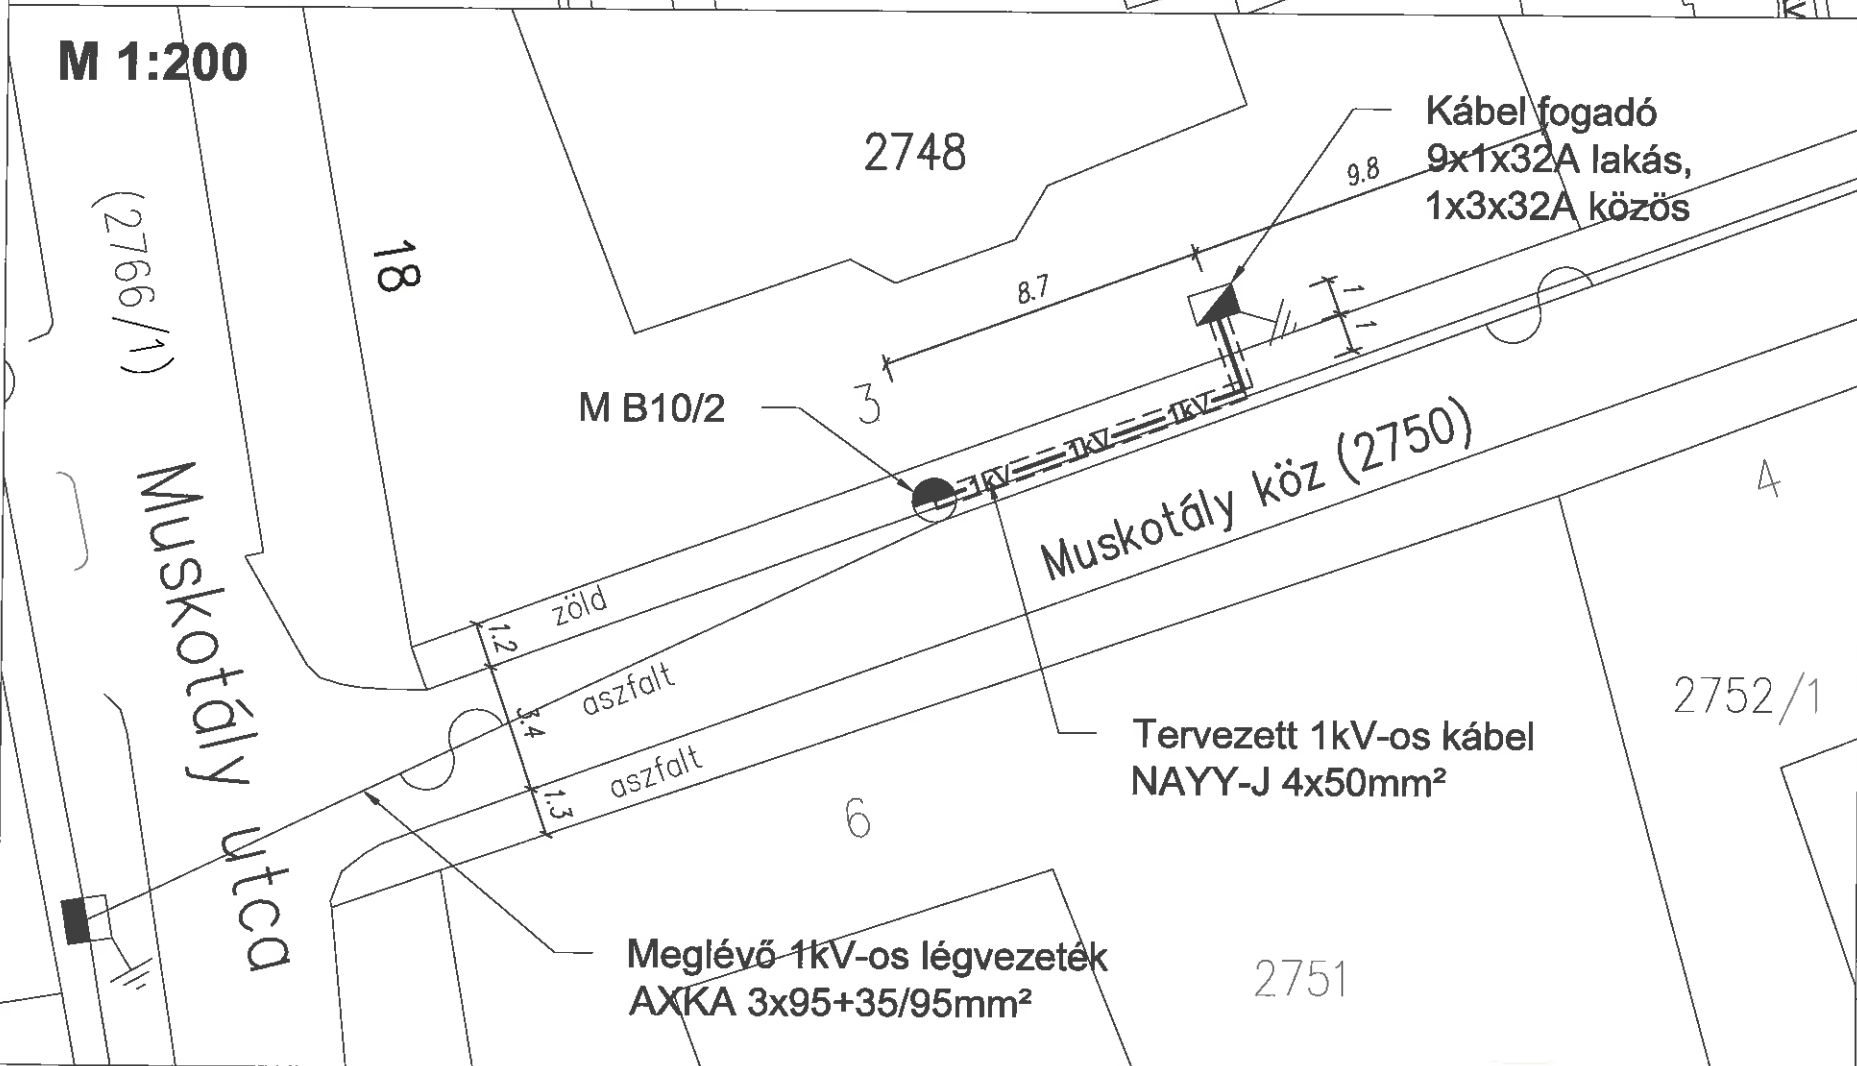 M 1:200
2748
Kábel fogadó
9x1x32A lakás,
1x3x32A közös
9.8
(2766/1)
18
8.7
1
1
M B10/2
3
1kV
1kV
1kV
Muskotály köz (2750)
4
Muskotály utca
zöld
1.2
aszfalt
3.4
aszfalt
1.3
2752/1
Tervezett 1kV-os kábel
NAYY-J 4x50mm²
6
Meglévő 1kV-os légvezeték
AXKA 3x95+35/95mm²
2751